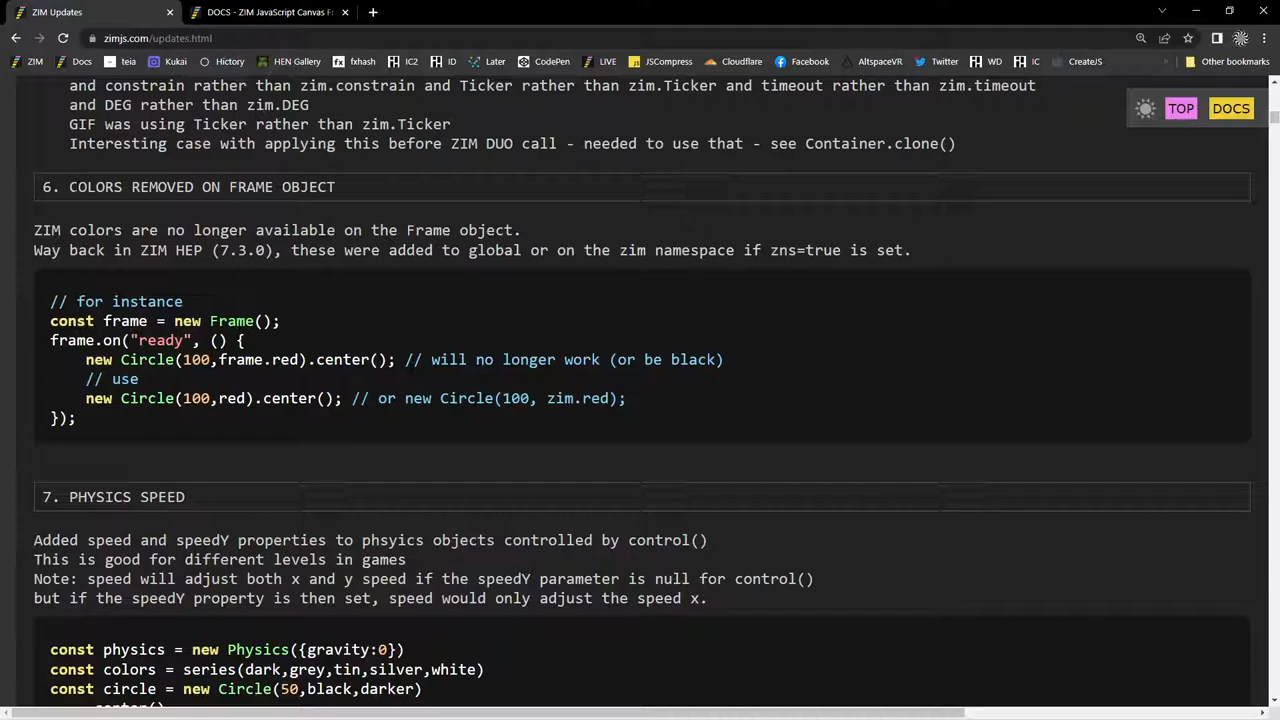 ZIM Updates
DOCS - ZIM JavaScript Canvas Fr
zimjs.com/updates.html
ZIM Docs teia Kukai Hictory HEN Gallery fxhash IC2 ID Later CodePen LIVE JSCompress Cloudflare Facebook AltspaceVR Twitter WD IC CreateJS » Other bookmarks
and constrain rather than zim.constrain and Ticker rather than zim.Ticker and timeout rather than zim.timeout
and DEG rather than zim.DEG
TOP DOCS
GIF was using Ticker rather than zim.Ticker
Interesting case with applying this before ZIM DUO call - needed to use that - see Container.clone()
6. COLORS REMOVED ON FRAME OBJECT
ZIM colors are no longer available on the Frame object.
Way back in ZIM HEP (7.3.0), these were added to global or on the zim namespace if zns=true is set.
// for instance
const frame = new Frame();
frame.on("ready", () {
new Circle(100,frame.red).center(); // will no longer work (or be black)
// use
new Circle(100,red).center(); // or new Circle(100, zim.red);
});
7. PHYSICS SPEED
Added speed and speedY properties to phsyics objects controlled by control()
This is good for different levels in games
Note: speed will adjust both x and y speed if the speedY parameter is null for control()
but if the speedY property is then set, speed would only adjust the speed x.
const physics = new Physics({gravity:0})
const colors = series(dark,grey,tin,silver,white)
const circle = new Circle(50,black,darker)
.center()